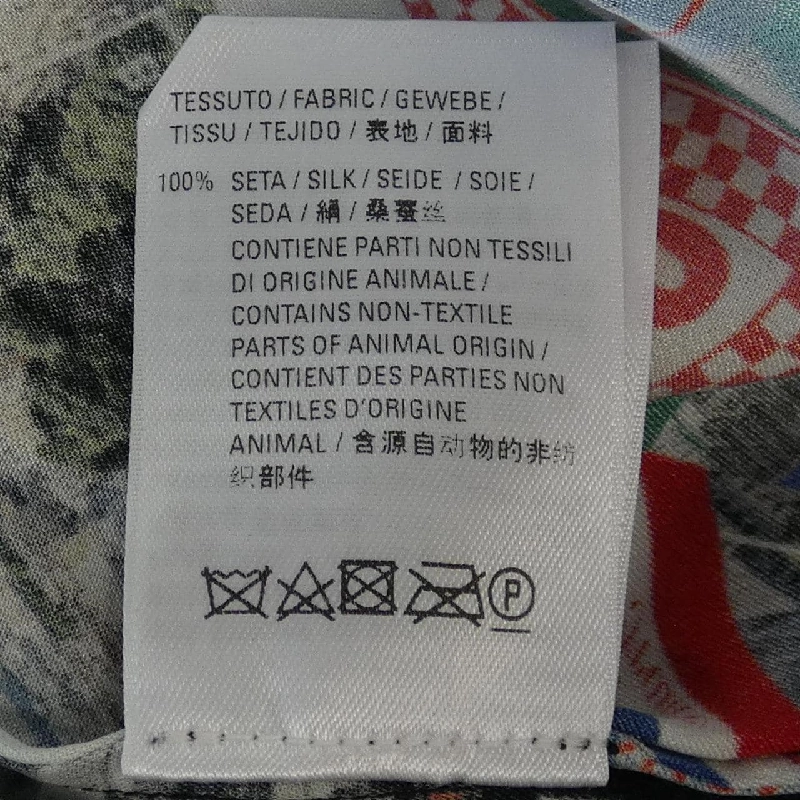 TESSUTO / FABRIC / GEWEBE /
TISSU / TEJIDO / 表地 / 面料
100% SETA / SILK / SEIDE / SOIE /
SEDA / 絹 / 桑蚕丝
CONTIENE PARTI NON TESSILI
DI ORIGINE ANIMALE /
CONTAINS NON-TEXTILE
PARTS OF ANIMAL ORIGIN /
CONTIENT DES PARTIES NON
TEXTILES D'ORIGINE
ANIMAL / 含源自动物的非纺
织部件
P